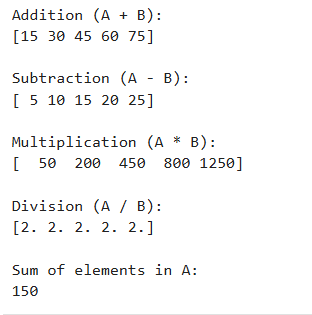 Addition (A + B):
[15 30 45 60 75]
Subtraction (A - B):
[ 5 10 15 20 25]
Multiplication (A * B):
[  50  200  450  800 1250]
Division (A / B):
[2. 2. 2. 2. 2.]
Sum of elements in A:
150